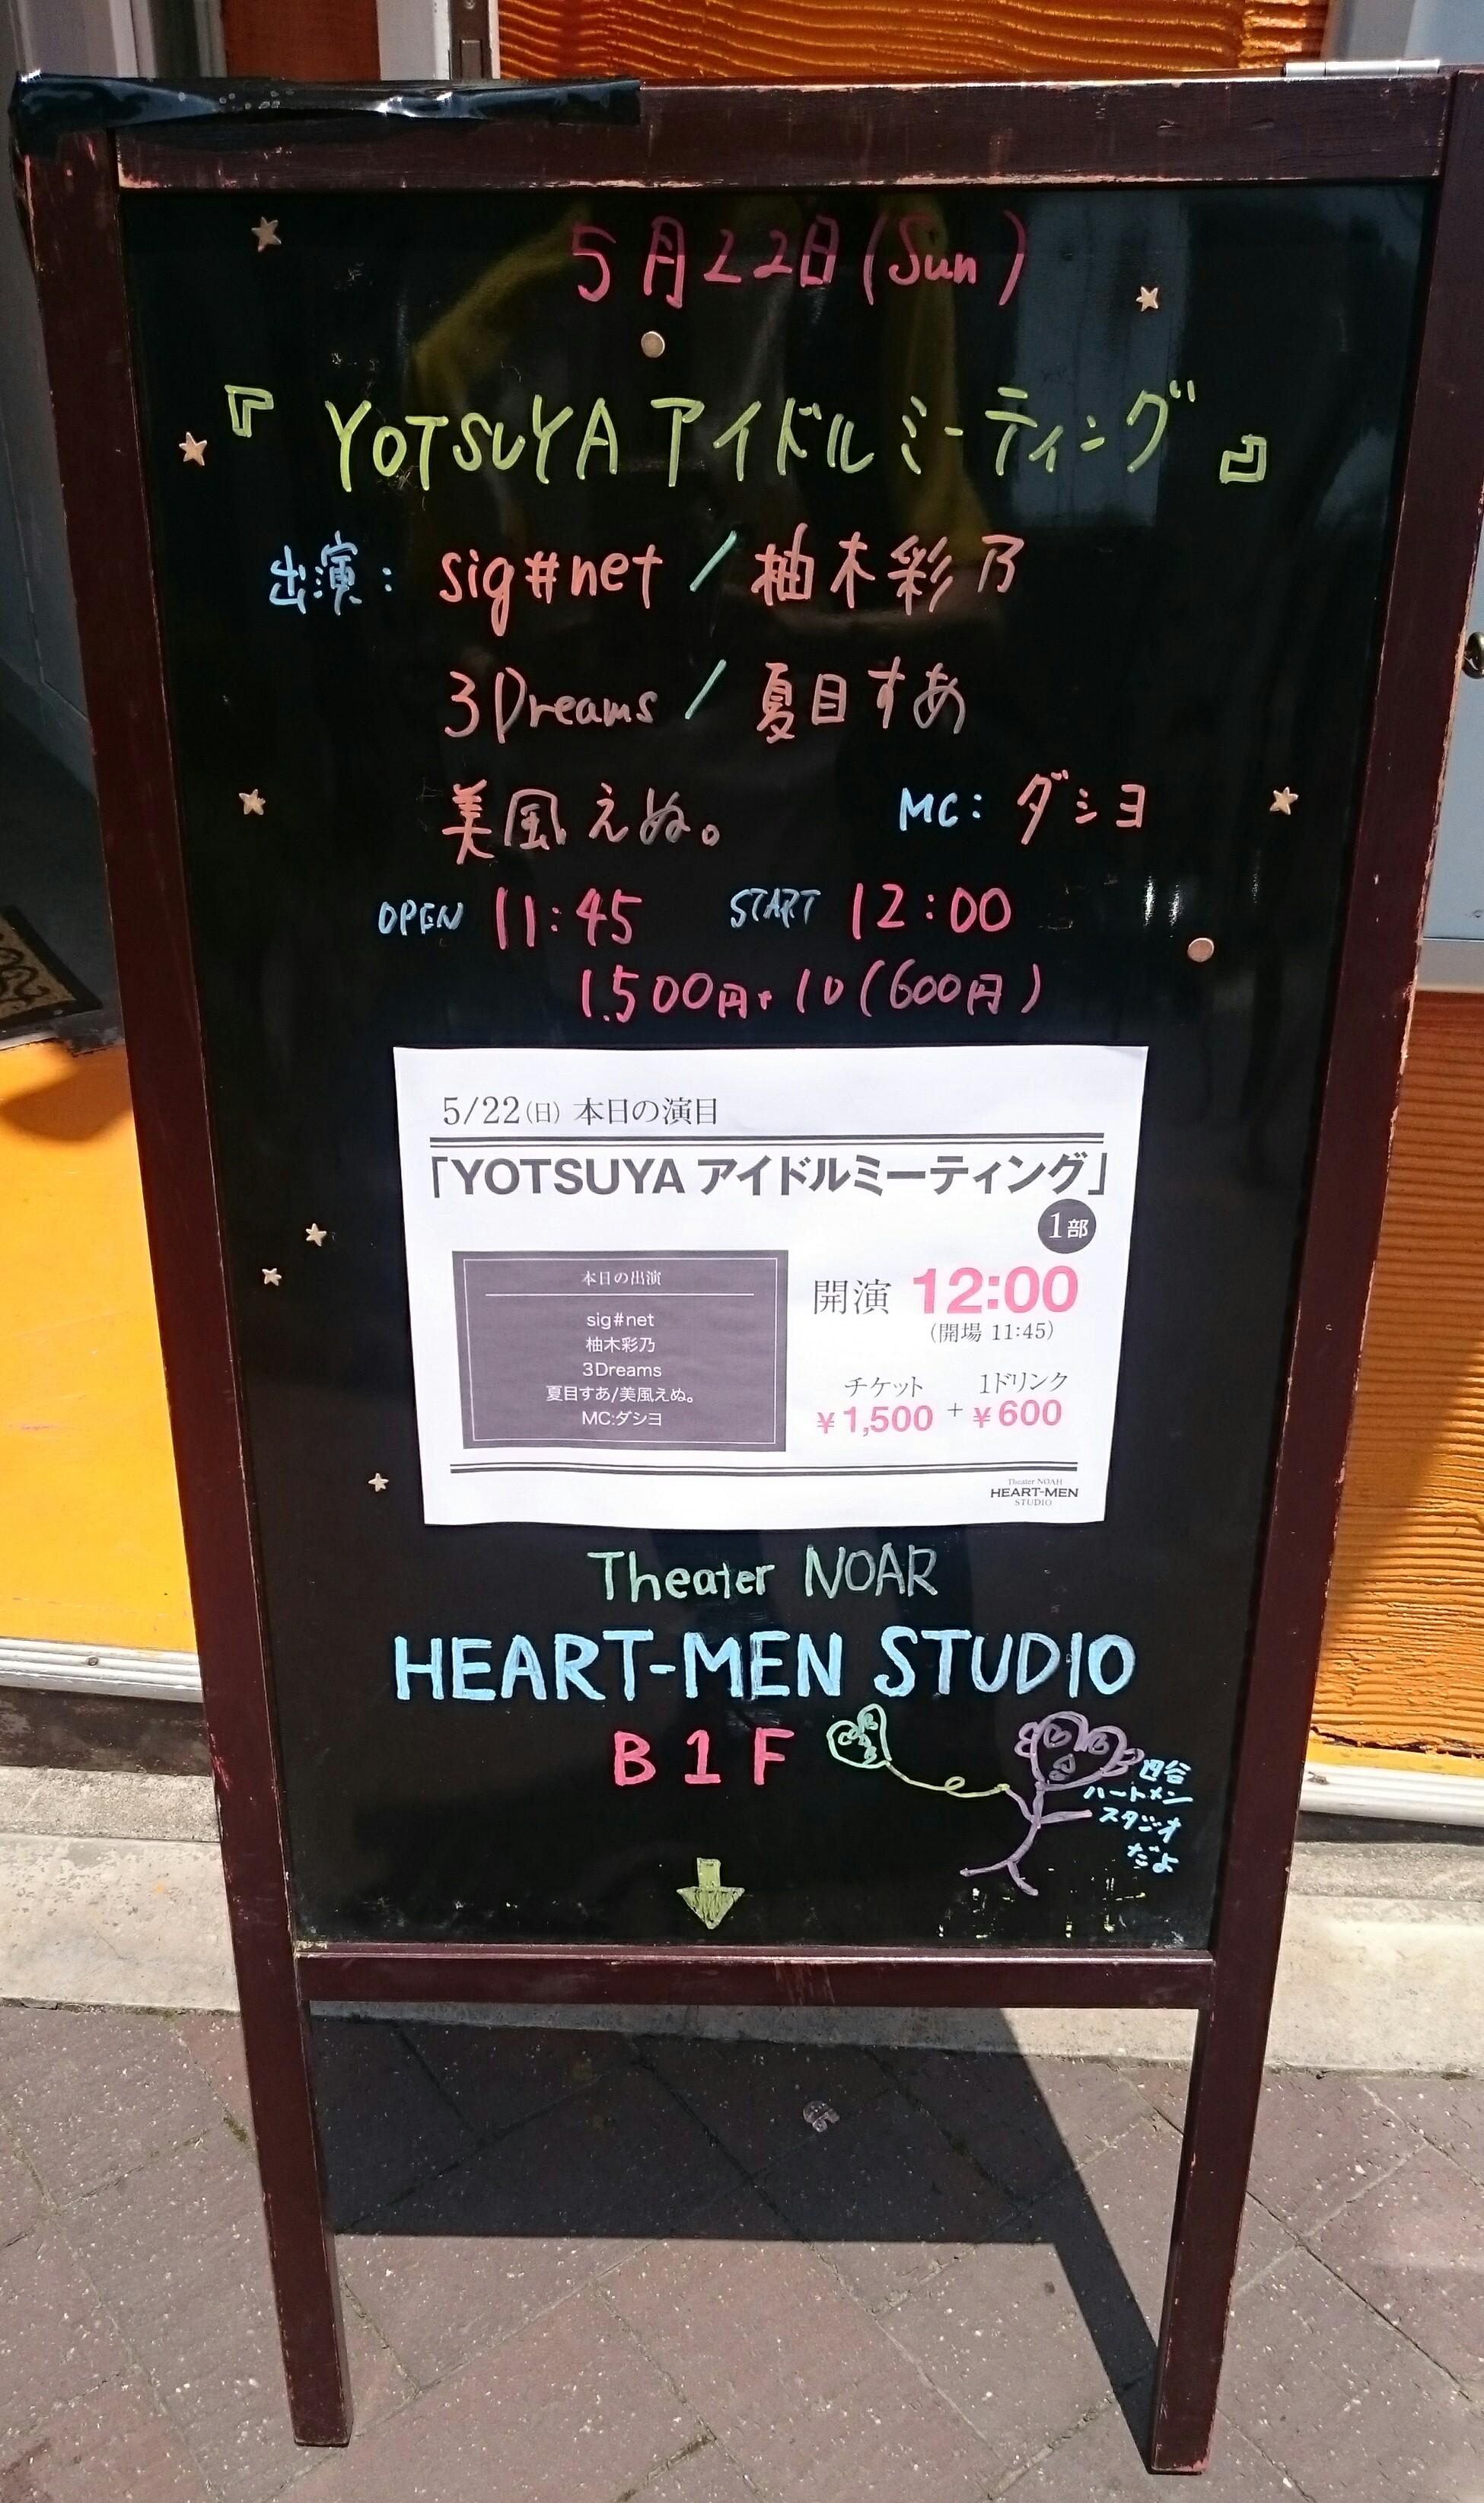 5月22日(Sun)
『YOTSUYAアイドルミーティング』
出演: sig#net / 柚木彩乃
3Dreams / 夏目すあ
美風えぬ。 MC: ダシヨ
OPEN 11:45 START 12:00
1.500円+1D(600円)
5/22(日) 本日の演目
「YOTSUYA アイドルミーティング」
1部
本日の出演
sig#net
柚木彩乃
3Dreams
夏目すあ/美風えぬ。
MC:ダシヨ
開演 12:00
(開場 11:45)
チケット 1ドリンク
¥1,500 + ¥600
Theater NOAH
HEART-MEN
STUDIO
Theater NOAR
HEART-MEN STUDIO
B1F
四谷
ハートメン
スタジオ
だよ